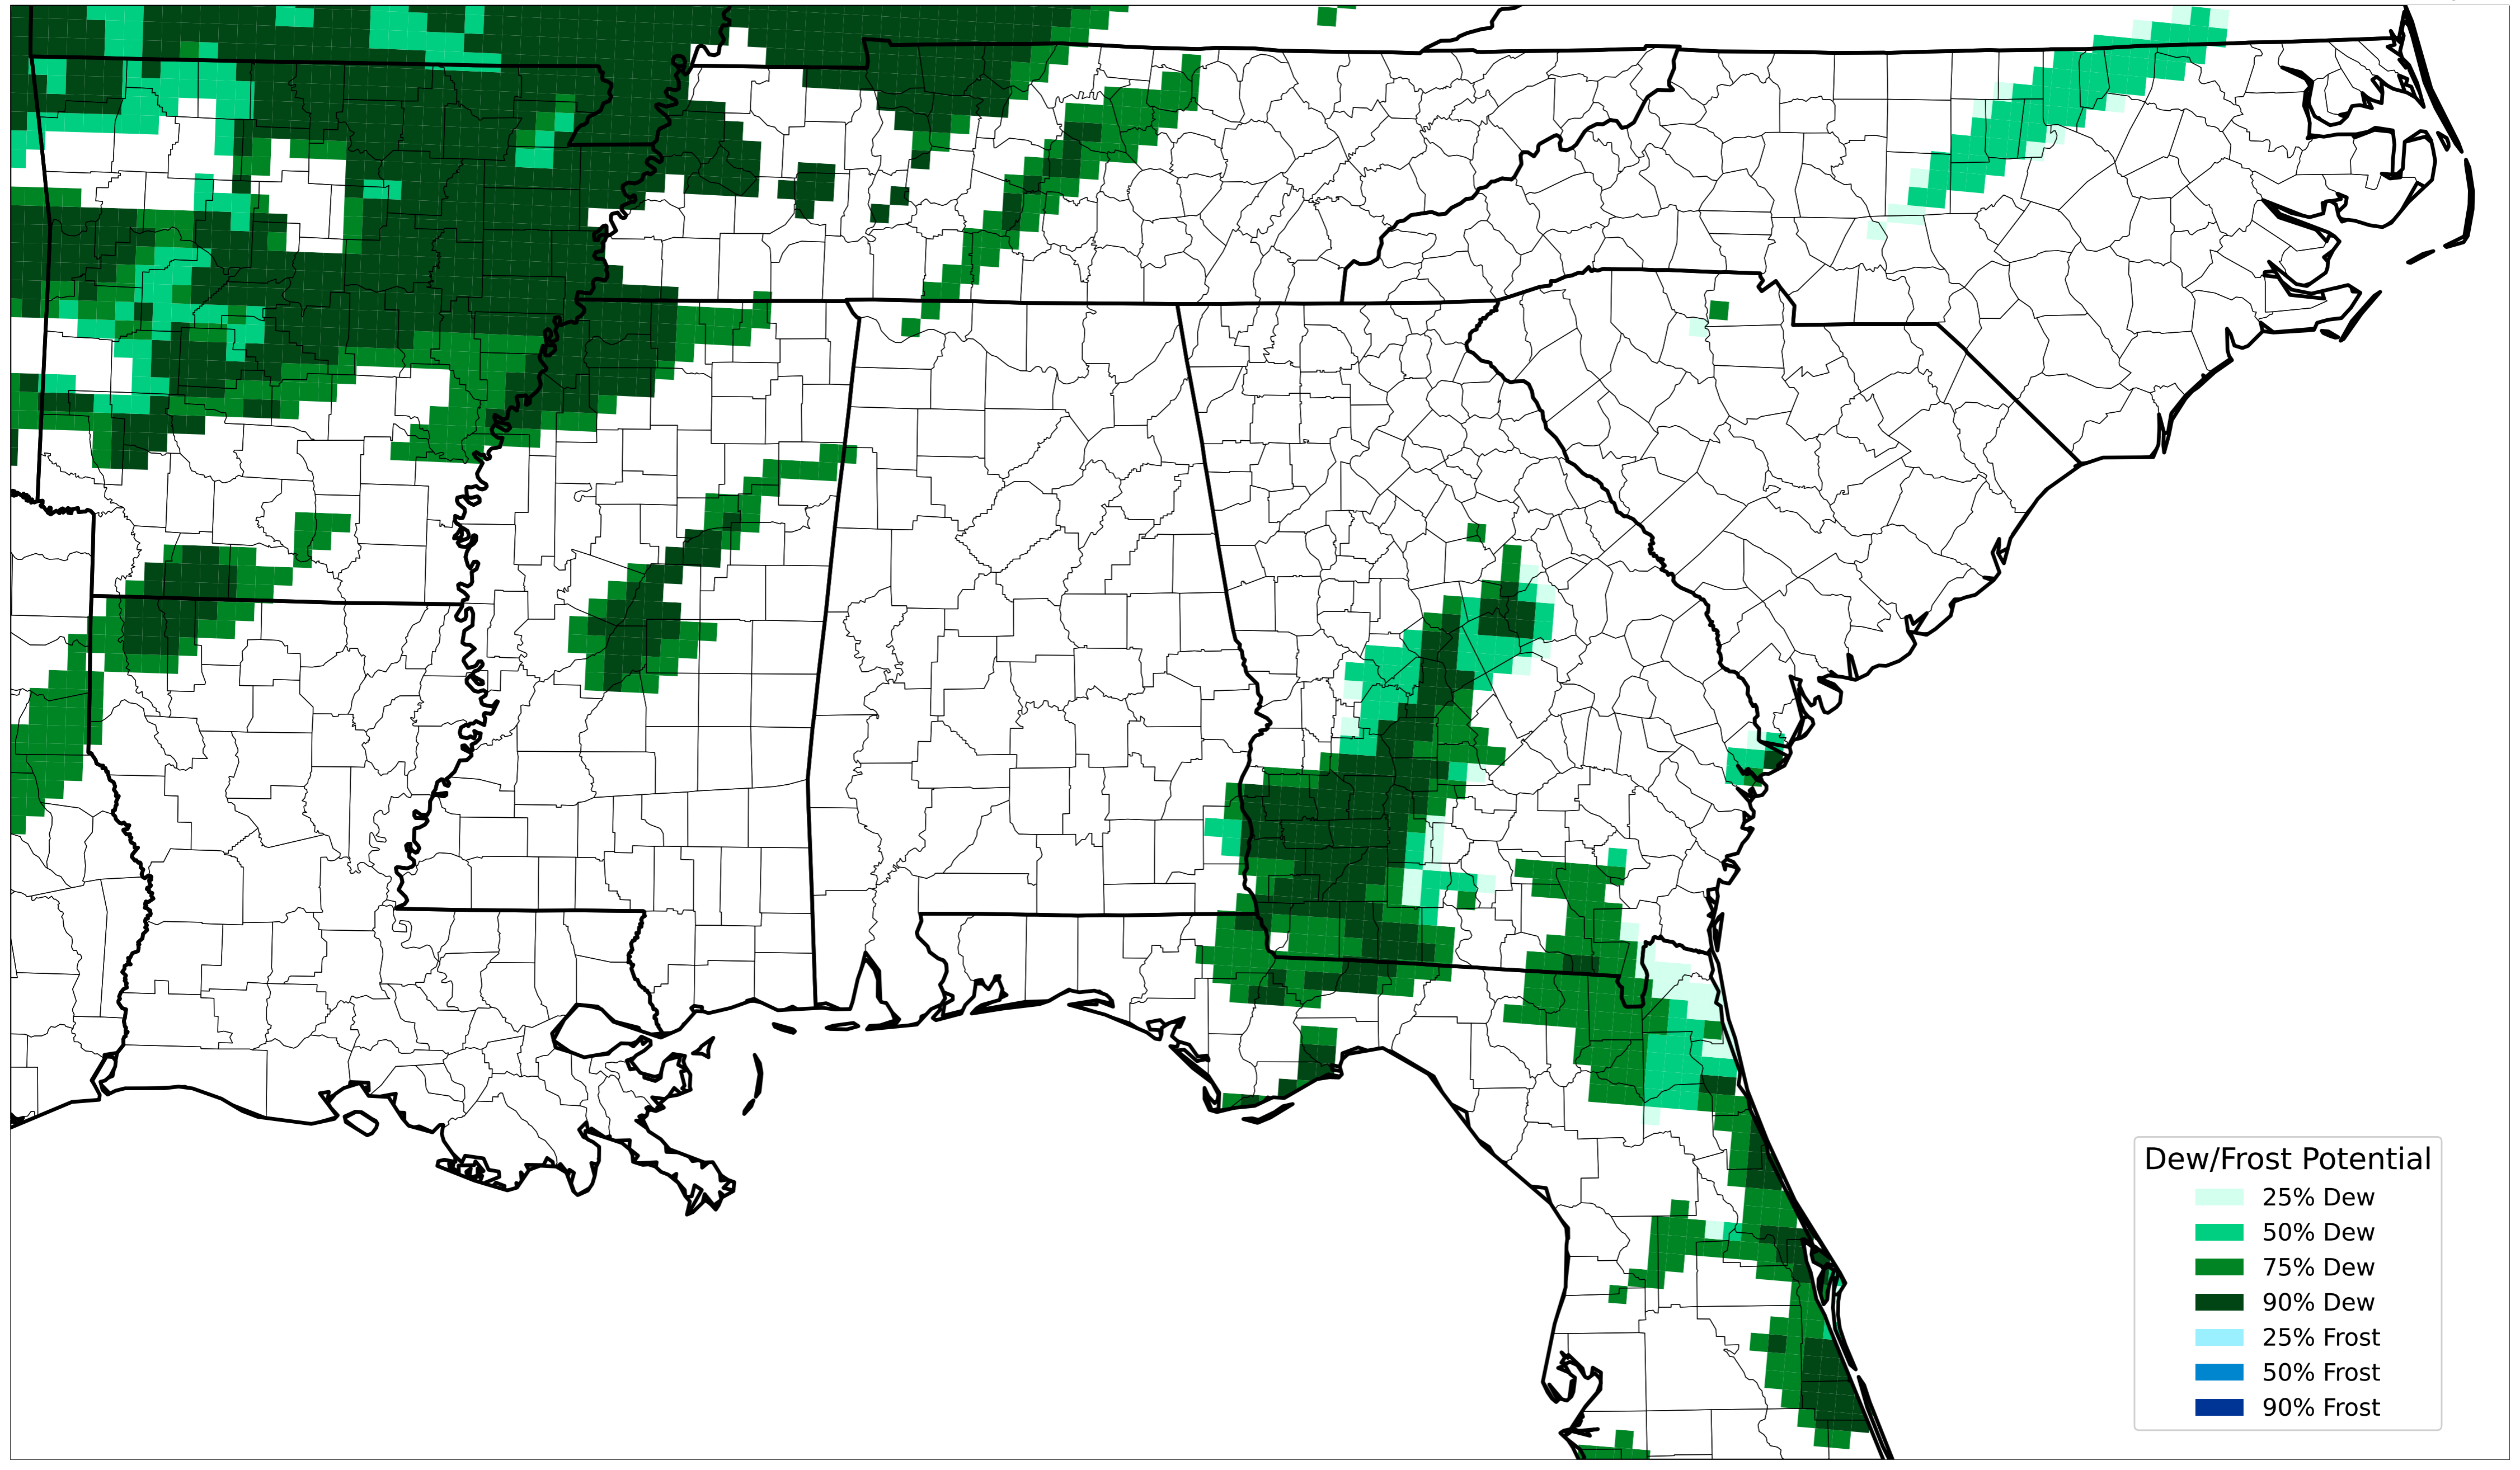 Dew/Frost Potential
25% Dew
50% Dew
75% Dew
90% Dew
25% Frost
50% Frost
90% Frost